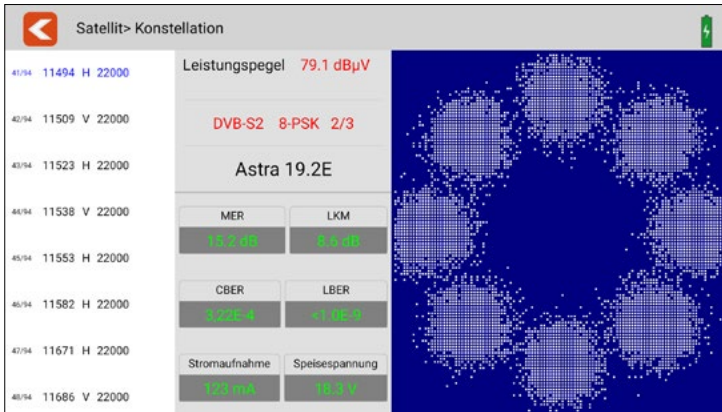 Satellit> Konstellation
41/94 11494 H 22000
42/94 11509 V 22000
43/94 11523 H 22000
44/94 11538 V 22000
45/94 11553 H 22000
46/94 11582 H 22000
47/94 11671 H 22000
48/94 11686 V 22000
Leistungspegel 79.1 dBµV
DVB-S2 8-PSK 2/3
Astra 19.2E
MER LKM
15.2 dB 8.6 dB
CBER LBER
3,22E-4 <1.0E-9
Stromaufnahme Speisespannung
123 mA 18.3 V